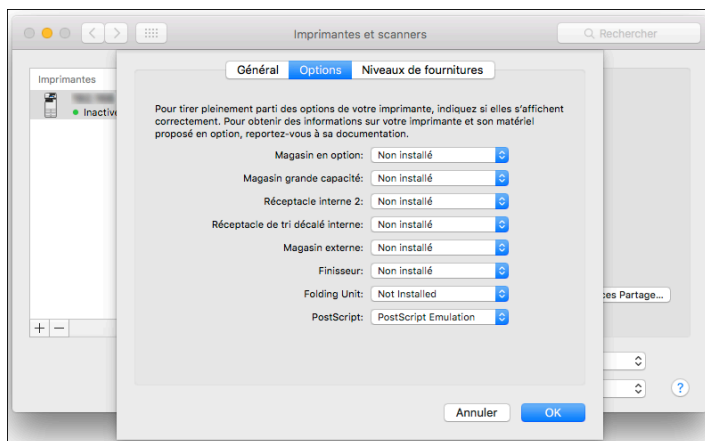 Imprimantes et scanners
Rechercher
Imprimantes
Inactive
Général Options Niveaux de fournitures
Pour tirer pleinement parti des options de votre imprimante, indiquez si elles s'affichent
correctement. Pour obtenir des informations sur votre imprimante et son matériel
proposé en option, reportez-vous à sa documentation.
Magasin en option: Non installé
Magasin grande capacité: Non installé
Réceptacle interne 2: Non installé
Réceptacle de tri décalé interne: Non installé
Magasin externe: Non installé
Finisseur: Non installé
Folding Unit: Not Installed
PostScript: PostScript Emulation
ces Partage...
+ −
?
Annuler OK